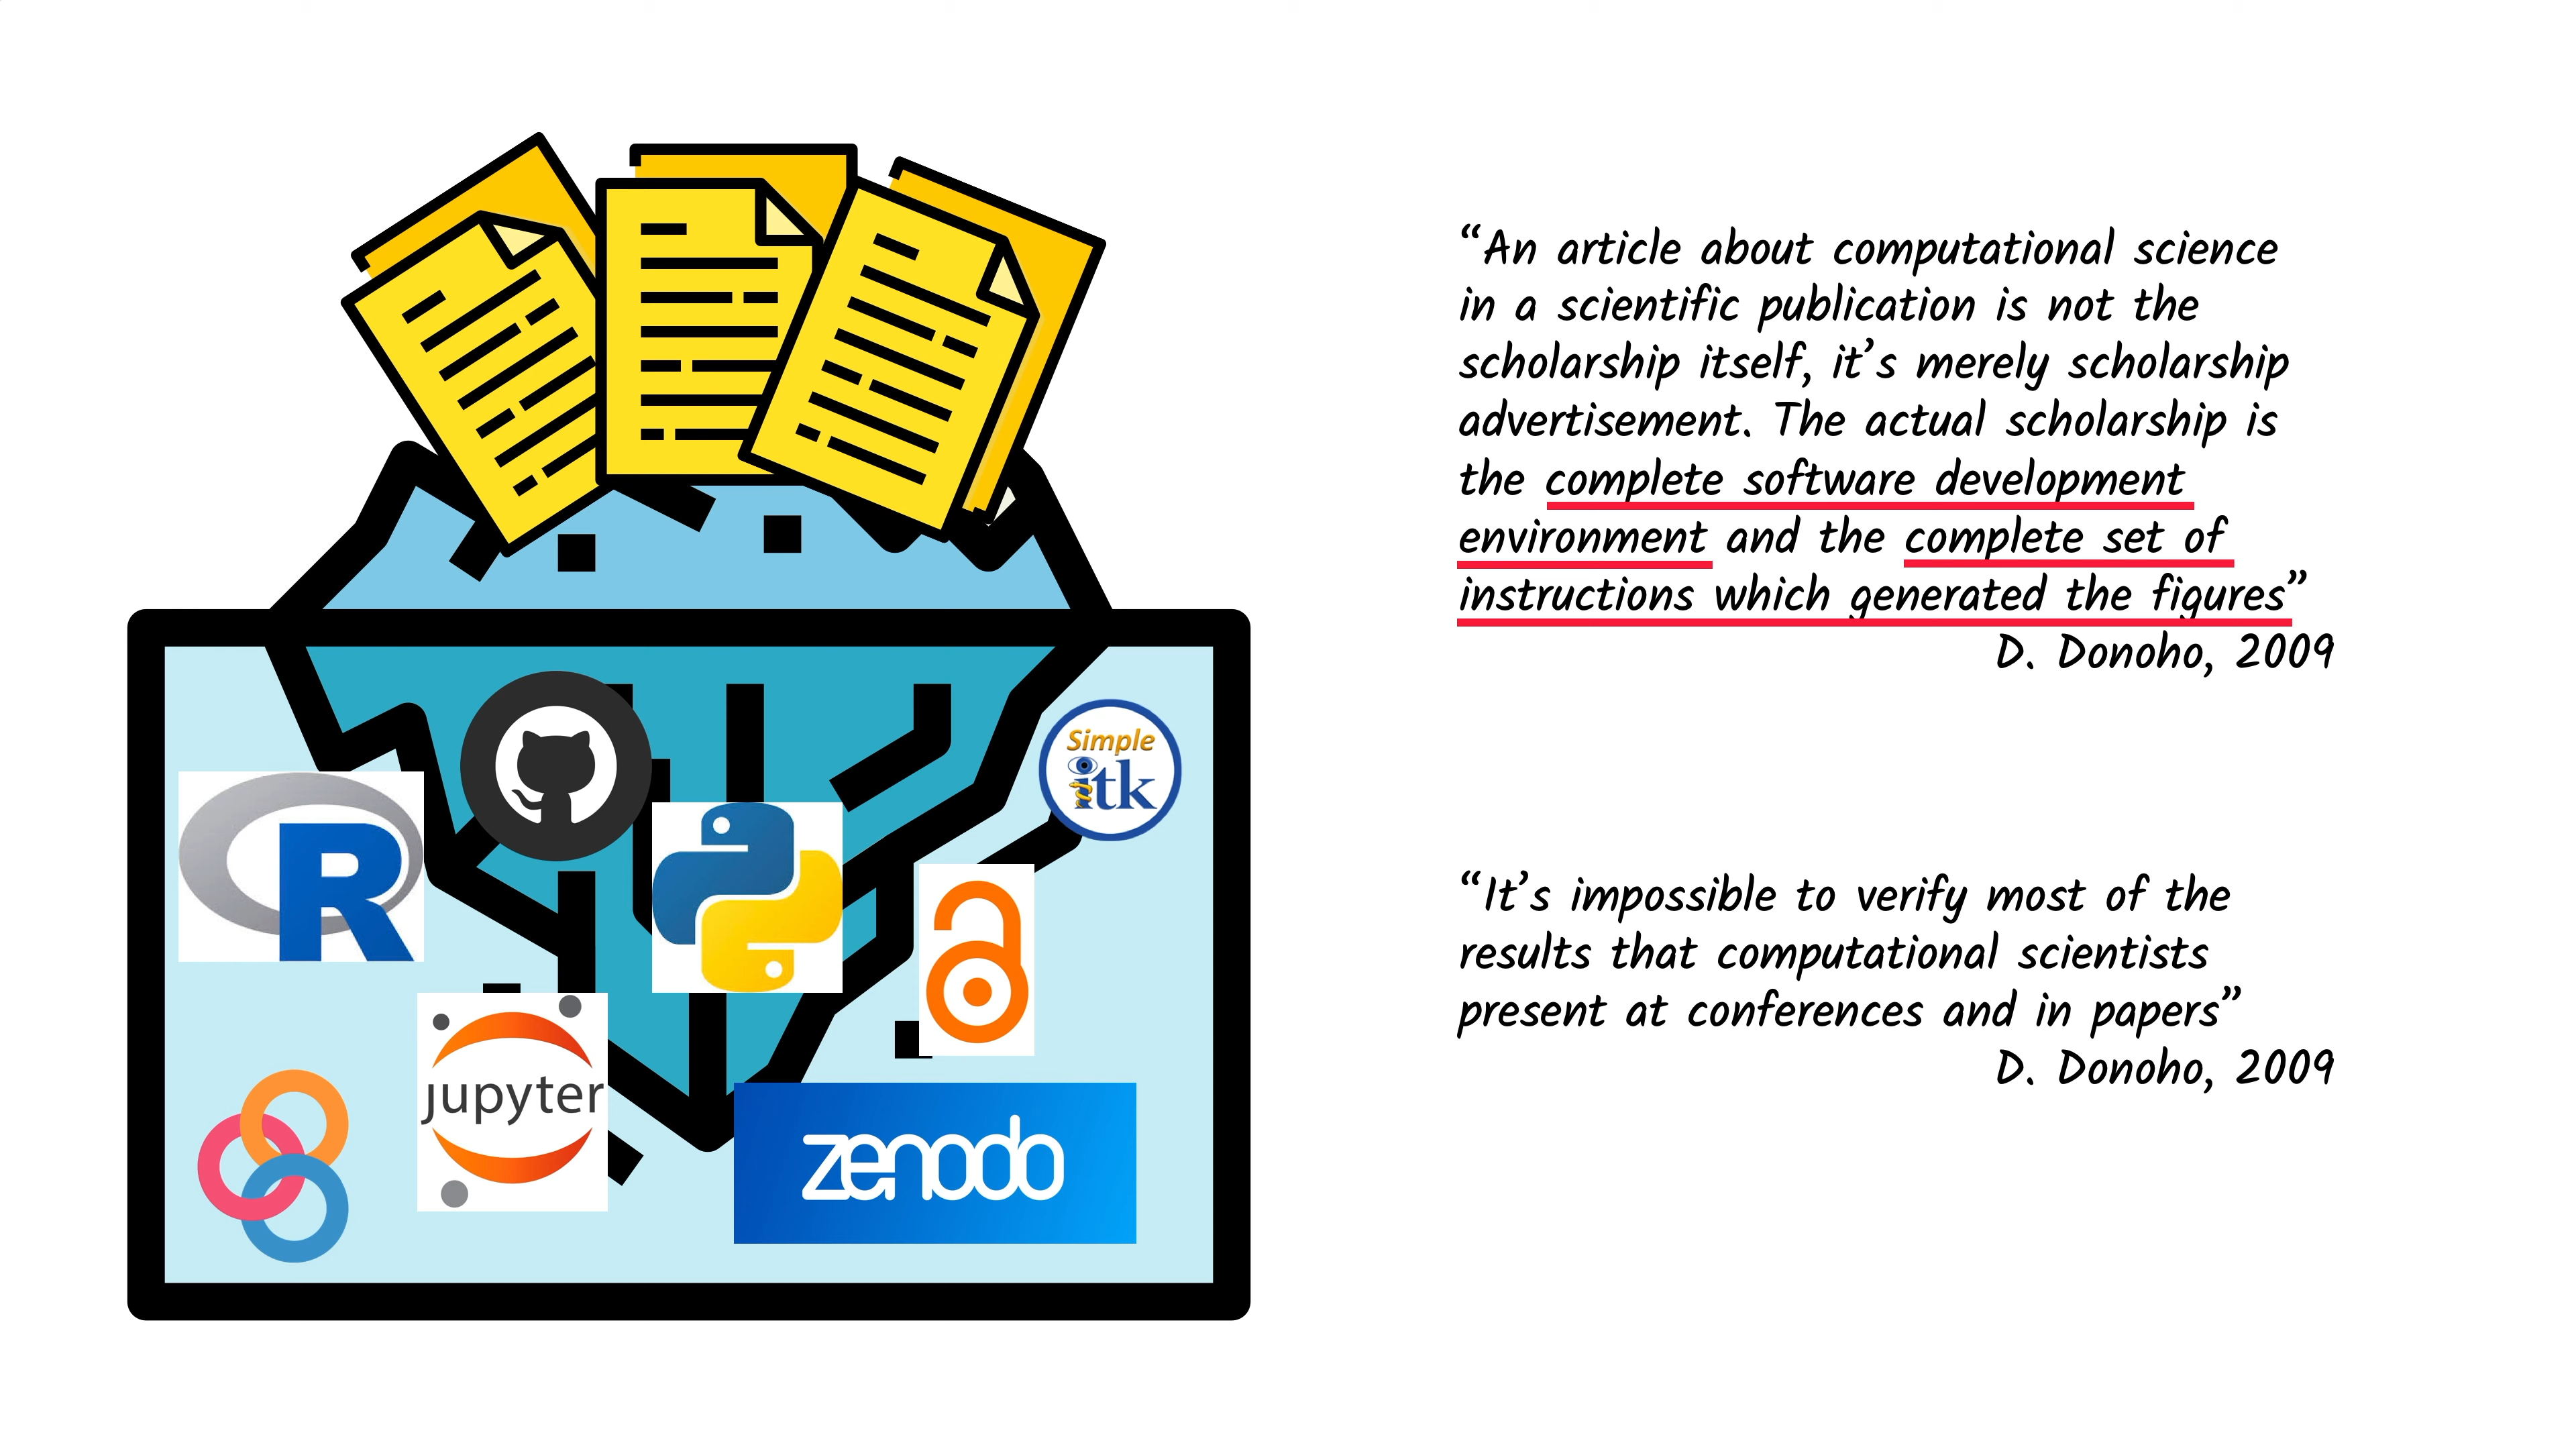 “An article about computational science
in a scientific publication is not the
scholarship itself, it’s merely scholarship
advertisement. The actual scholarship is
the complete software development
environment and the complete set of
instructions which generated the figures”
D. Donoho, 2009
Simple
itk
R
jupyter
zenodo
“It’s impossible to verify most of the
results that computational scientists
present at conferences and in papers”
D. Donoho, 2009